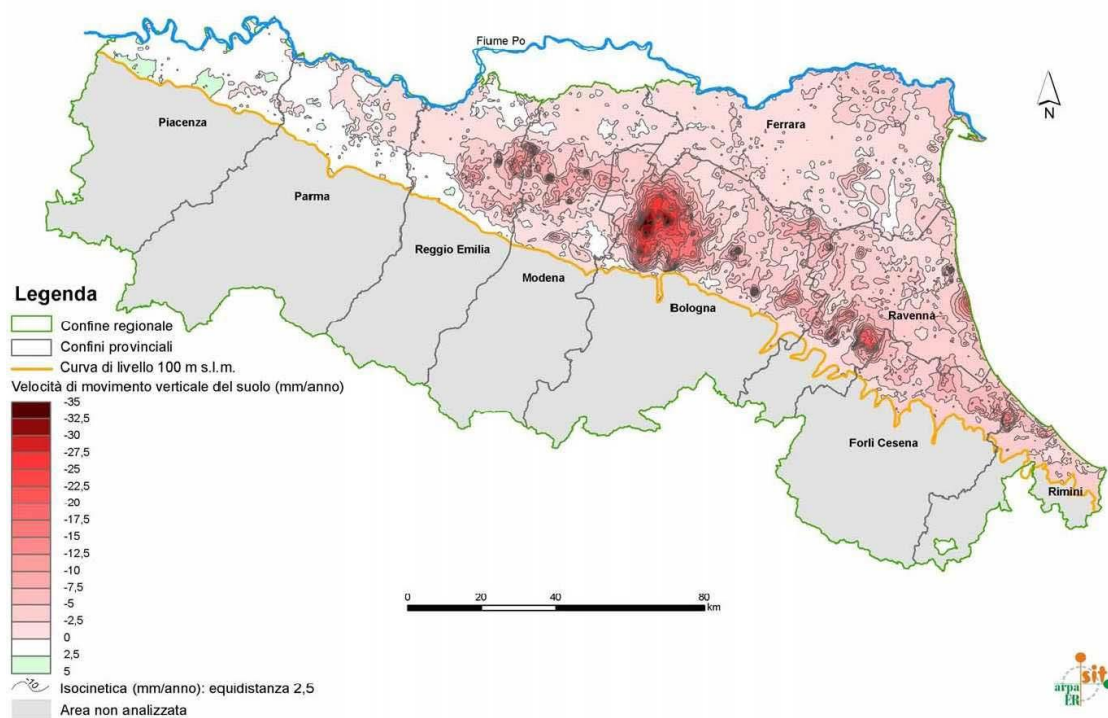 Fiume Po
N
Piacenza
Ferrara
Parma
Reggio Emilia
Modena
Bologna
Ravenna
Forlì Cesena
Rimini
Legenda
Confine regionale
Confini provinciali
Curva di livello 100 m s.l.m.
Velocità di movimento verticale del suolo (mm/anno)
-35
-32,5
-30
-27,5
-25
-22,5
-20
-17,5
-15
-12,5
-10
-7,5
-5
-2,5
0
2,5
5
-10
Isocinetica (mm/anno): equidistanza 2,5
Area non analizzata
0 20 40 80
km
arpa
ER
sito